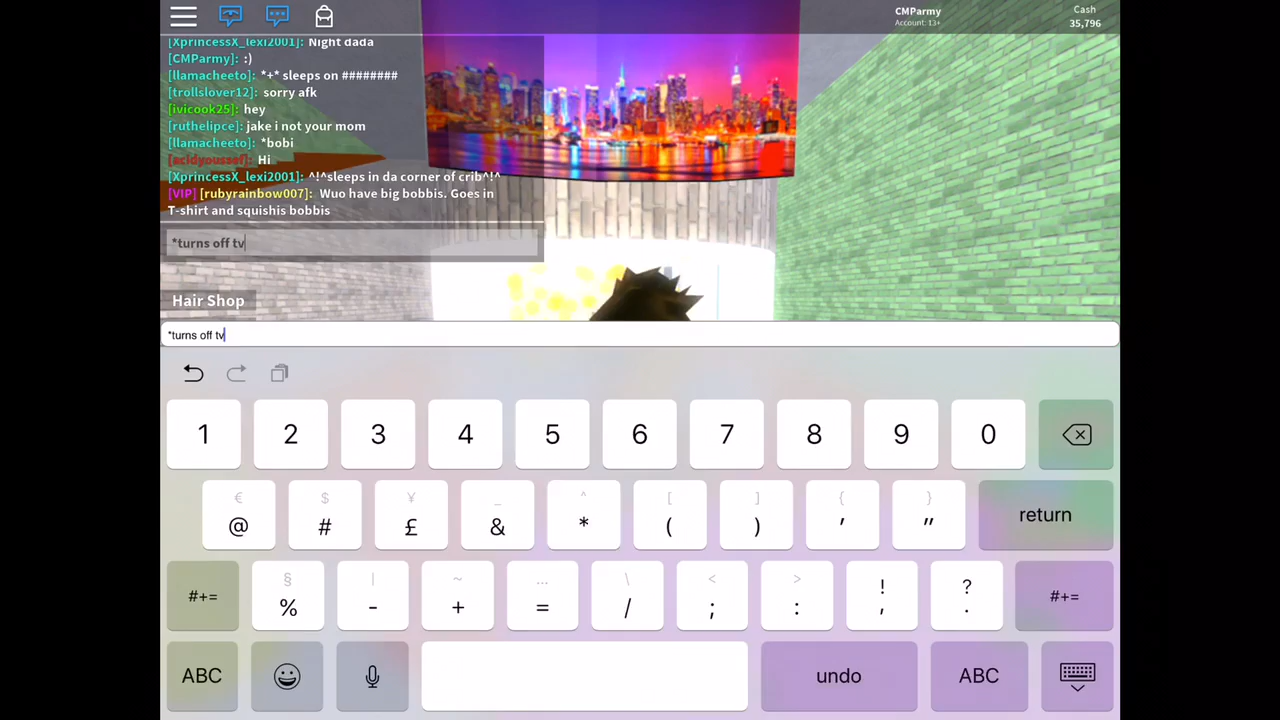 CMParmy
Account: 13+
Cash
35,796
[XprincessX_lexi2001]: Night dada
[CMParmy]: :)
[llamacheeto]: *+* sleeps on ########
[trollslover12]: sorry afk
[ivicook25]: hey
[ruthelipce]: jake i not your mom
[llamacheeto]: *bobi
[acidyoussef]: Hi
[XprincessX_lexi2001]: ^!^sleeps in da corner of crib^!^
[VIP] [rubyrainbow007]: Wuo have big bobbis. Goes in
T-shirt and squishis bobbis
*turns off tv
Hair Shop
*turns off tv
1 2 3 4 5 6 7 8 9 0
€ $ ¥ _ ^ [ ] { }
@ # £ & * ( ) ' " return
§ | ~ … \ < > ! ?
#+= % - + = / ; : , . #+=
ABC undo ABC